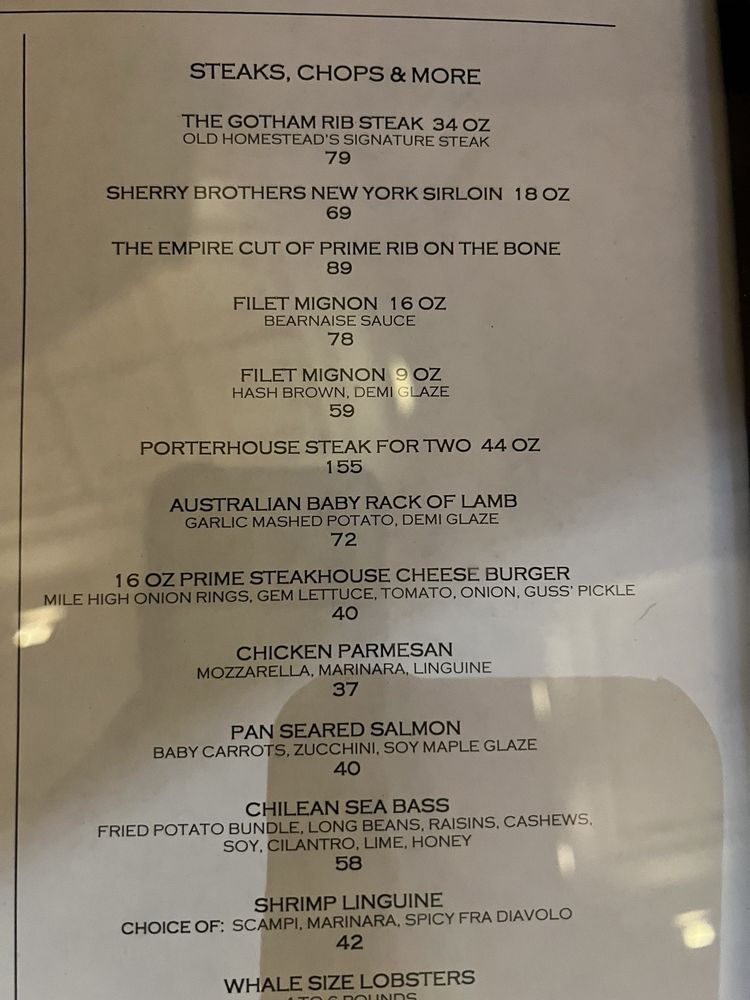 STEAKS, CHOPS & MORE
THE GOTHAM RIB STEAK 34 OZ
OLD HOMESTEAD'S SIGNATURE STEAK
79
SHERRY BROTHERS NEW YORK SIRLOIN 18 OZ
69
THE EMPIRE CUT OF PRIME RIB ON THE BONE
89
FILET MIGNON 16 OZ
BEARNAISE SAUCE
78
FILET MIGNON 9 OZ
HASH BROWN, DEMI GLAZE
59
PORTERHOUSE STEAK FOR TWO 44 OZ
155
AUSTRALIAN BABY RACK OF LAMB
GARLIC MASHED POTATO, DEMI GLAZE
72
16 OZ PRIME STEAKHOUSE CHEESE BURGER
MILE HIGH ONION RINGS, GEM LETTUCE, TOMATO, ONION, GUSS' PICKLE
40
CHICKEN PARMESAN
MOZZARELLA, MARINARA, LINGUINE
37
PAN SEARED SALMON
BABY CARROTS, ZUCCHINI, SOY MAPLE GLAZE
40
CHILEAN SEA BASS
FRIED POTATO BUNDLE, LONG BEANS, RAISINS, CASHEWS,
SOY, CILANTRO, LIME, HONEY
58
SHRIMP LINGUINE
CHOICE OF: SCAMPI, MARINARA, SPICY FRA DIAVOLO
42
WHALE SIZE LOBSTERS
4 TO 6 POUNDS